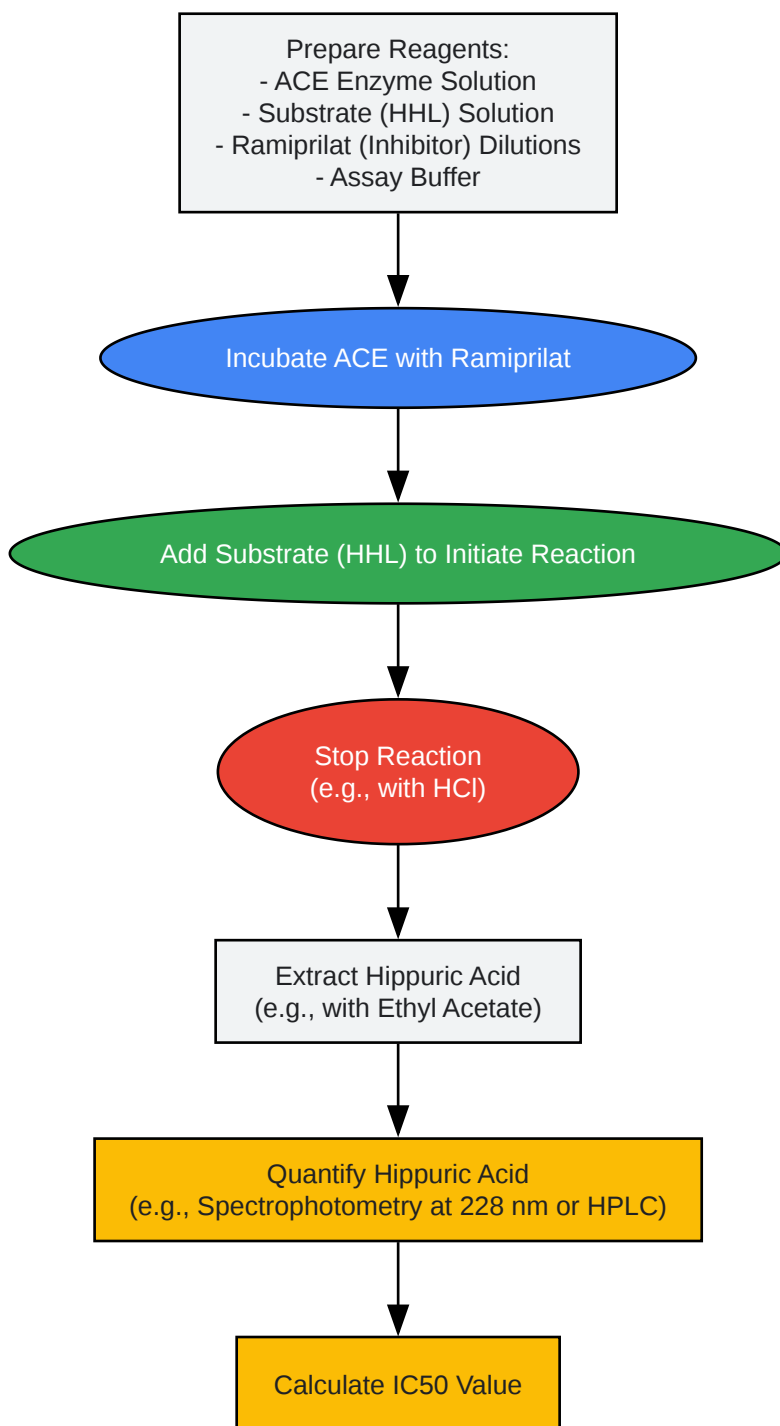 Prepare Reagents:
- ACE Enzyme Solution
- Substrate (HHL) Solution
- Ramiprilat (Inhibitor) Dilutions
- Assay Buffer
Incubate ACE with Ramiprilat
Add Substrate (HHL) to Initiate Reaction
Stop Reaction
(e.g., with HCl)
Extract Hippuric Acid
(e.g., with Ethyl Acetate)
Quantify Hippuric Acid
(e.g., Spectrophotometry at 228 nm or HPLC)
Calculate IC50 Value